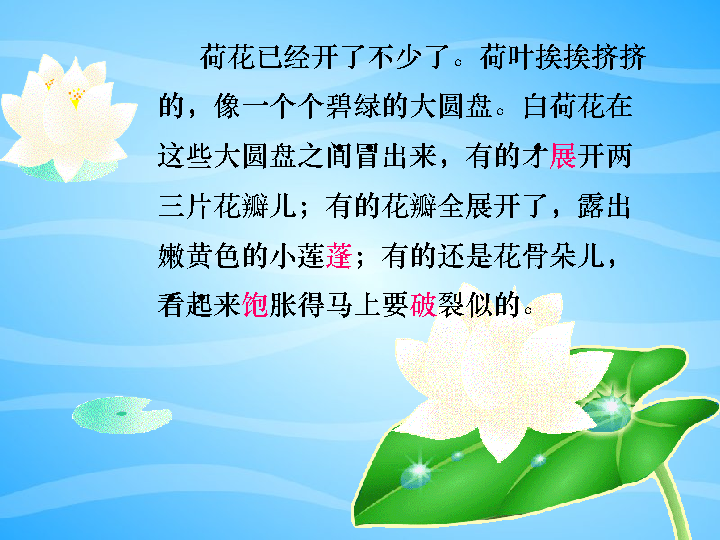 荷花已经开了不少了。荷叶挨挨挤挤
的，像一个个碧绿的大圆盘。白荷花在
这些大圆盘之间冒出来，有的才展开两
三片花瓣儿；有的花瓣全展开了，露出
嫩黄色的小莲蓬；有的还是花骨朵儿，
看起来饱胀得马上要破裂似的。